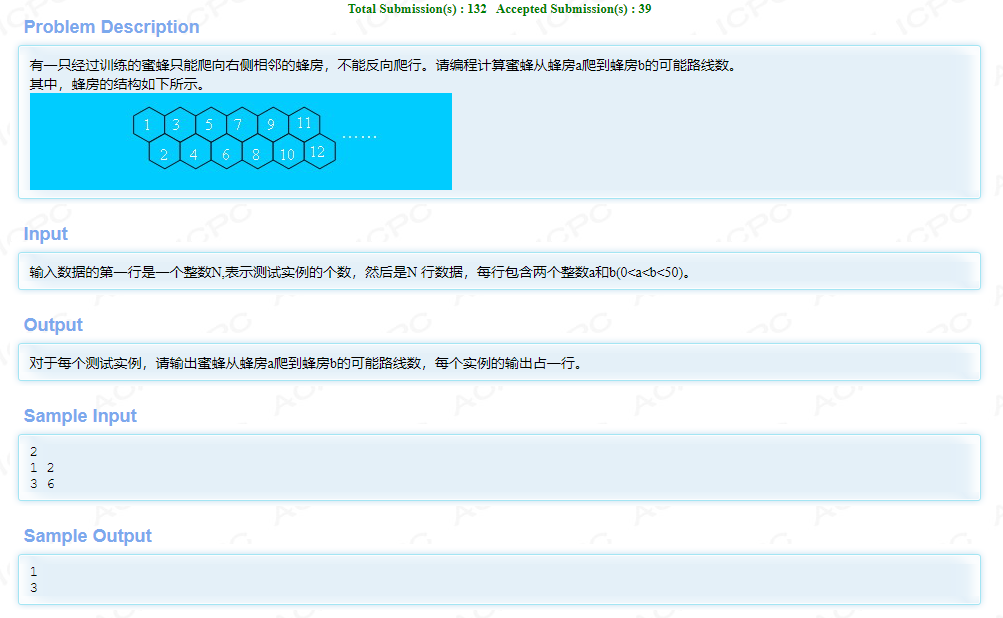 Total Submission(s) : 132 Accepted Submission(s) : 39
Problem Description
有一只经过训练的蜜蜂只能爬向右侧相邻的蜂房，不能反向爬行。请编程计算蜜蜂从蜂房a爬到蜂房b的可能路线数。
其中，蜂房的结构如下所示。
1 3 5 7 9 11 ……
2 4 6 8 10 12
Input
输入数据的第一行是一个整数N,表示测试实例的个数，然后是N 行数据，每行包含两个整数a和b(0<a<b<50)。
Output
对于每个测试实例，请输出蜜蜂从蜂房a爬到蜂房b的可能路线数，每个实例的输出占一行。
Sample Input
2
1 2
3 6
Sample Output
1
3